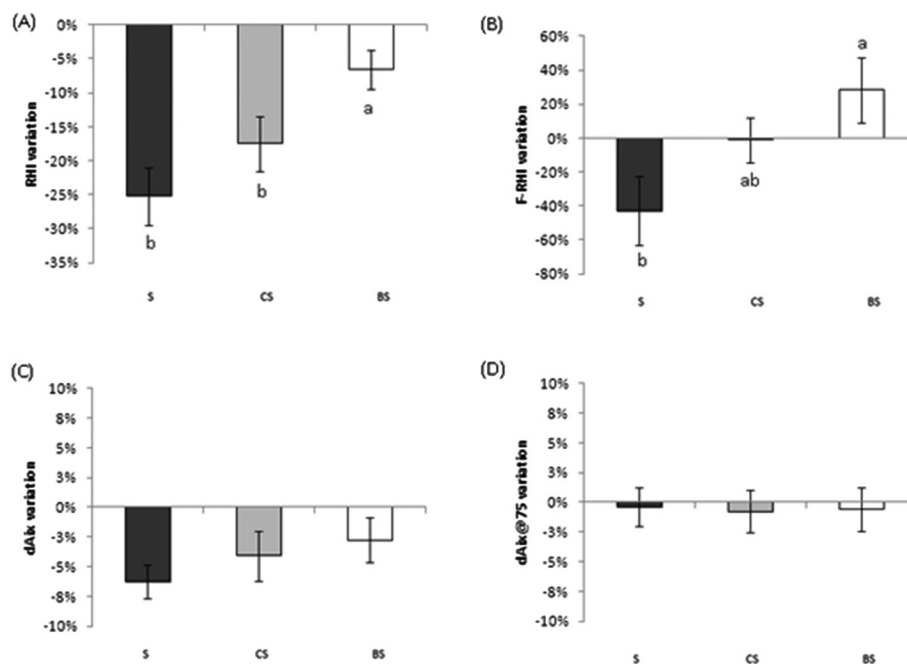 (A)
0%
-5%
-10%
-15%
-20%
-25%
-30%
-35%
RHI variation
b
b
a
S CS BS
(B)
60%
40%
20%
0%
-20%
-40%
-60%
-80%
F-RHI variation
b
ab
a
S CS BS
(C)
10%
8%
5%
3%
0%
-3%
-5%
-8%
-10%
dAix variation
S CS BS
(D)
10%
8%
5%
3%
0%
-3%
-5%
-8%
-10%
dAix@75 variation
S CS BS